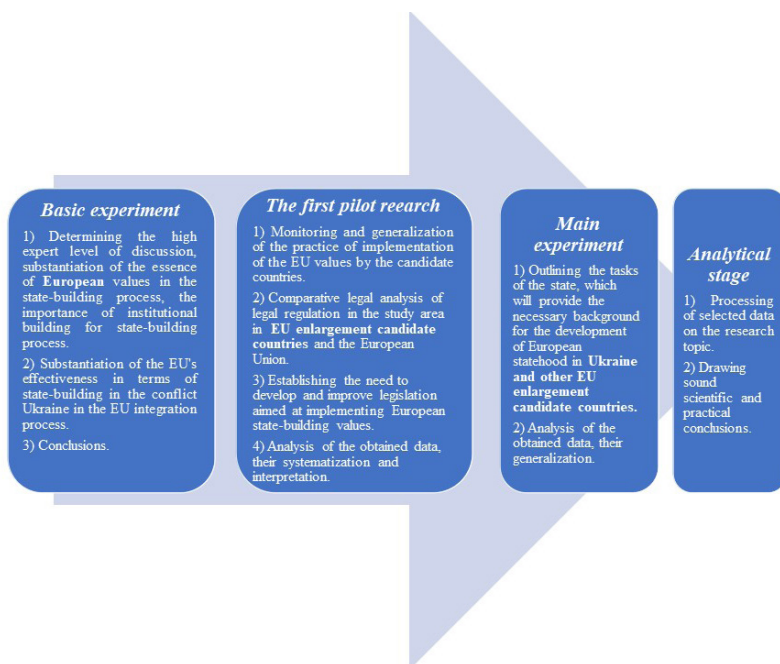 Basic experiment
1) Determining the high
expert level of discussion,
substantiation of the essence
of European values in the
state-building process, the
importance of institutional
building for state-building
process.
2) Substantiation of the EU's
effectiveness in terms of
state-building in the conflict
Ukraine in the EU integration
process.
3) Conclusions.
The first pilot reearch
1) Monitoring and generalization
of the practice of implementation
of the EU values by the candidate
countries.
2) Comparative legal analysis of
legal regulation in the study area
in EU enlargement candidate
countries and the European
Union.
3) Establishing the need to
develop and improve legislation
aimed at implementing European
state-building values.
4) Analysis of the obtained data,
their systematization and
interpretation.
Main
experiment
1) Outlining the tasks
of the state, which
will provide the
necessary background
for the development
of European
statehood in Ukraine
and other EU
enlargement
candidate countries.
2) Analysis of the
obtained data, their
generalization.
Analytical
stage
1) Processing
of selected data
on the research
topic.
2) Drawing
sound
scientific and
practical
conclusions.